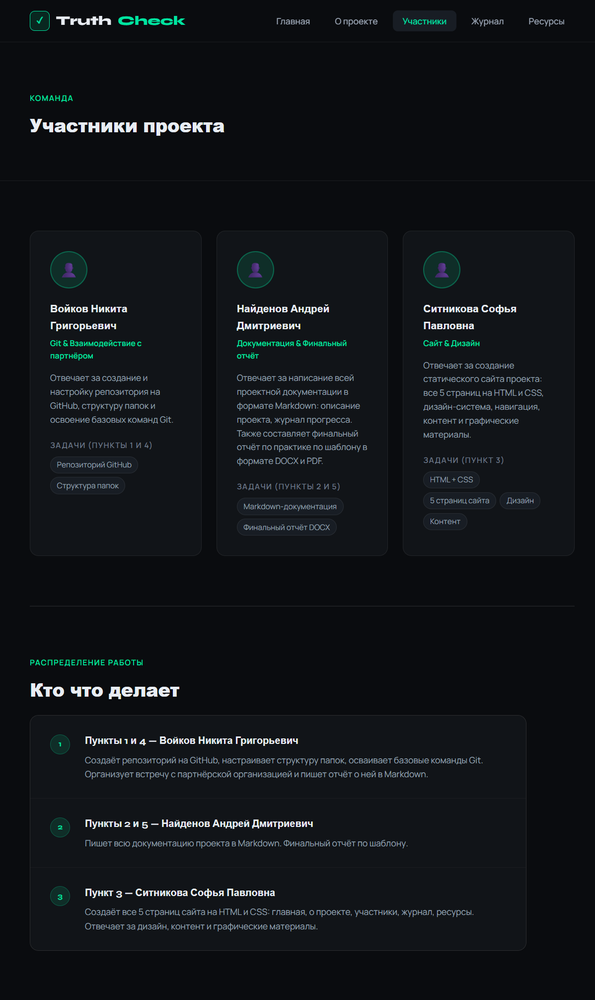 ✓ Truth Check
Главная
О проекте
Участники
Журнал
Ресурсы
КОМАНДА
Участники проекта
Войков Никита
Григорьевич
Git & Взаимодействие с
партнёром
Отвечает за создание и
настройку репозитория на
GitHub, структуру папок и
освоение базовых команд Git.
ЗАДАЧИ (ПУНКТЫ 1 И 4)
Репозиторий GitHub
Структура папок
Найденов Андрей
Дмитриевич
Документация & Финальный
отчёт
Отвечает за написание всей
проектной документации в
формате Markdown: описание
проекта, журнал прогресса.
Также составляет финальный
отчёт по практике по шаблону в
формате DOCX и PDF.
ЗАДАЧИ (ПУНКТЫ 2 И 5)
Markdown-документация
Финальный отчёт DOCX
Ситникова Софья
Павловна
Сайт & Дизайн
Отвечает за создание
статического сайта проекта:
все 5 страниц на HTML и CSS,
дизайн-система, навигация,
контент и графические
материалы.
ЗАДАЧИ (ПУНКТ 3)
HTML + CSS
5 страниц сайта Дизайн
Контент
РАСПРЕДЕЛЕНИЕ РАБОТЫ
Кто что делает
1
Пункты 1 и 4 — Войков Никита Григорьевич
Создаёт репозиторий на GitHub, настраивает структуру папок, осваивает базовые команды Git.
Организует встречу с партнёрской организацией и пишет отчёт о ней в Markdown.
2
Пункты 2 и 5 — Найденов Андрей Дмитриевич
Пишет всю документацию проекта в Markdown. Финальный отчёт по шаблону.
3
Пункт 3 — Ситникова Софья Павловна
Создаёт все 5 страниц сайта на HTML и CSS: главная, о проекте, участники, журнал, ресурсы.
Отвечает за дизайн, контент и графические материалы.